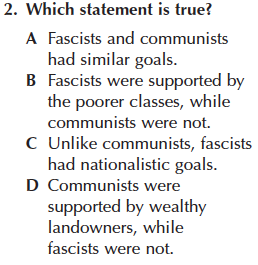 2. Which statement is true?
A Fascists and communists
had similar goals.
B Fascists were supported by
the poorer classes, while
communists were not.
C Unlike communists, fascists
had nationalistic goals.
D Communists were
supported by wealthy
landowners, while
fascists were not.